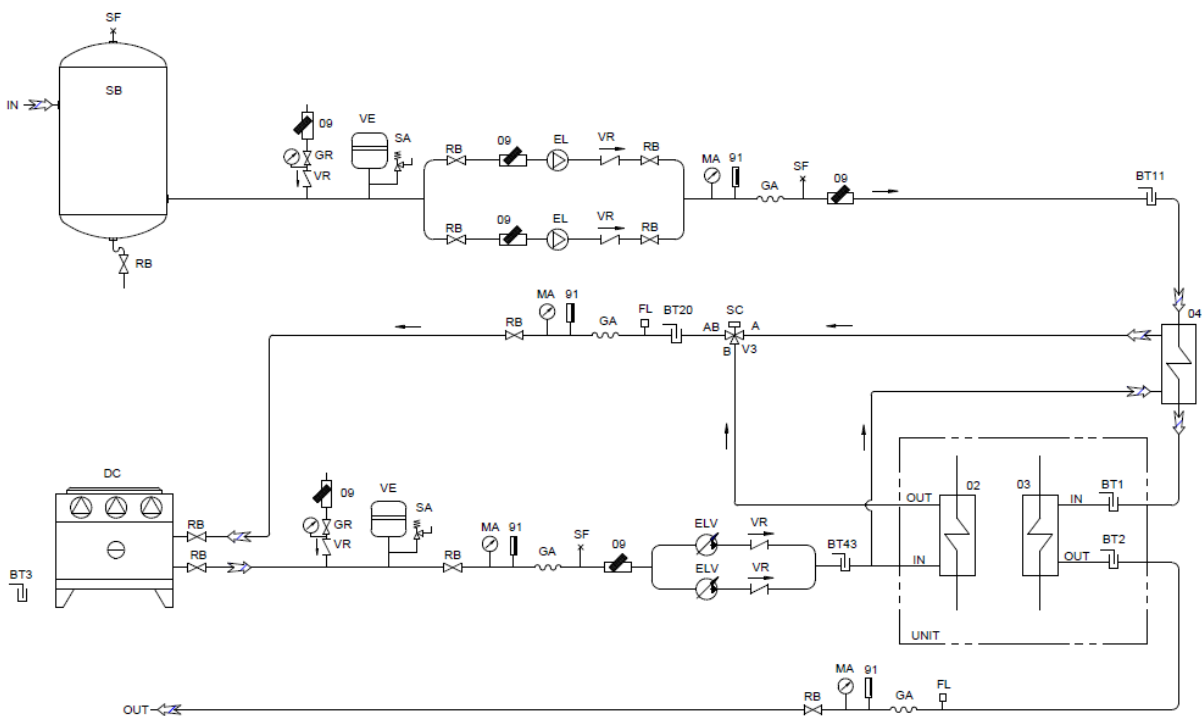 SF
SB
IN
09
GR
VR
VE
SA
RB
09
EL
VR
RB
RB
09
EL
VR
RB
MA
91
GA
SF
09
BT11
RB
MA
91
GA
FL
BT20
AB
SC
A
B
V3
RB
04
DC
RB
RB
BT3
09
GR
VR
VE
SA
RB
MA
91
GA
SF
09
ELV
VR
ELV
VR
BT43
OUT
02
03
IN
BT1
IN
OUT
BT2
UNIT
OUT
RB
MA
91
GA
FL